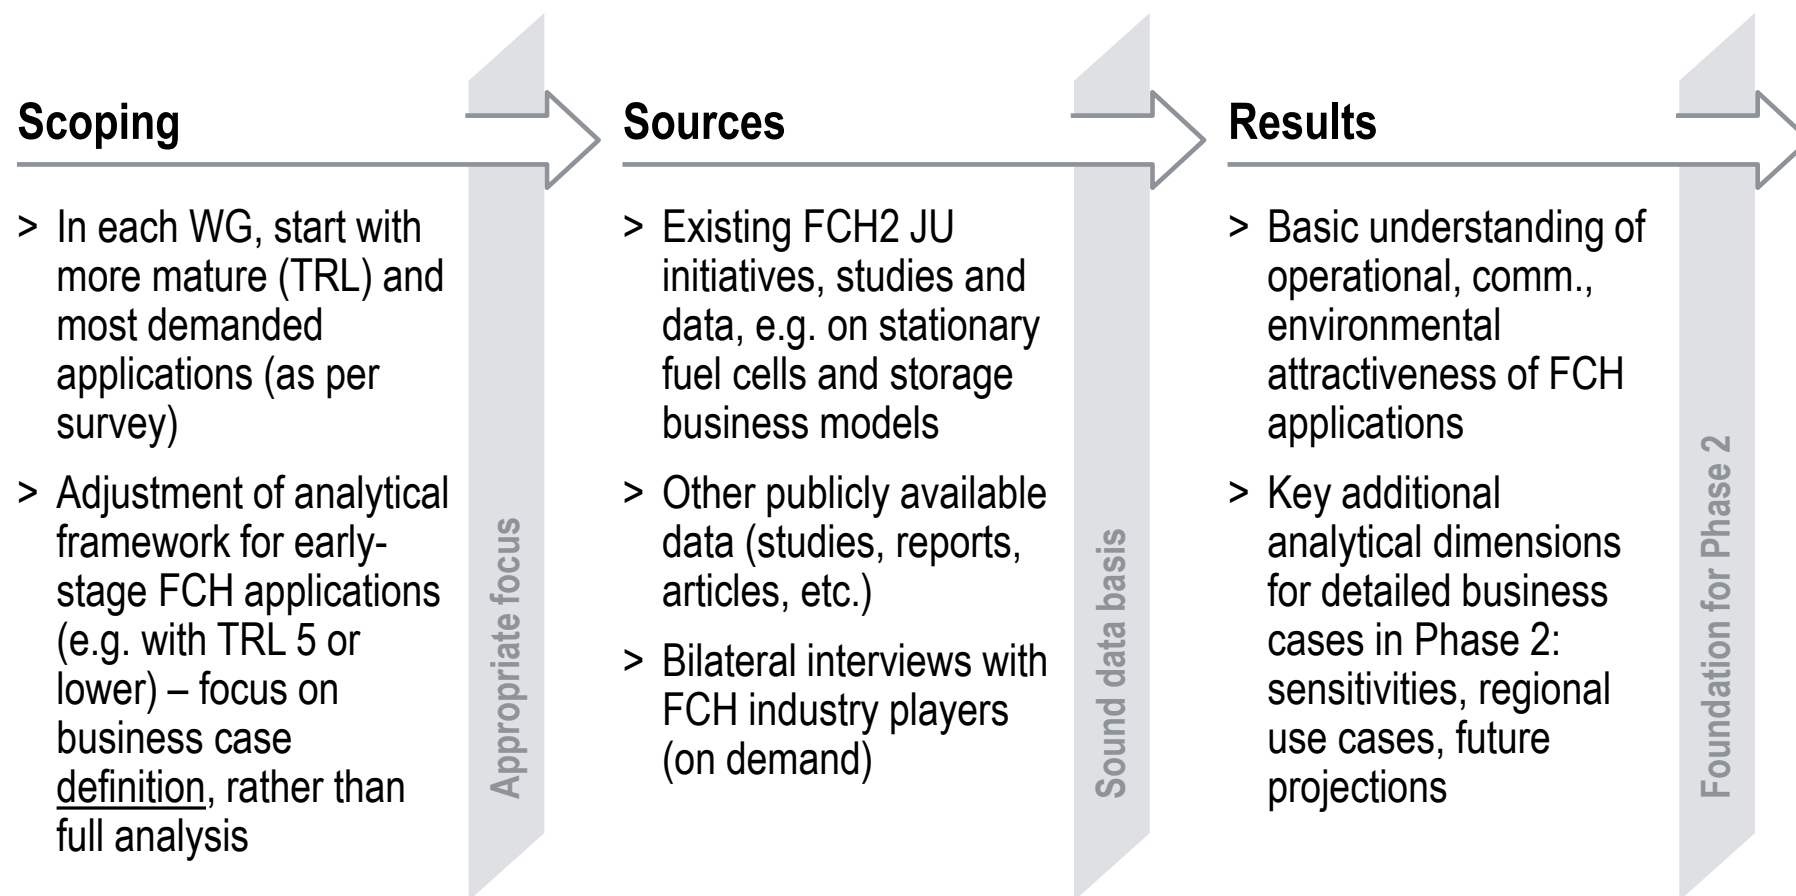 Scoping
> In each WG, start with
more mature (TRL) and
most demanded
applications (as per
survey)
> Adjustment of analytical
framework for early-
stage FCH applications
(e.g. with TRL 5 or
lower) – focus on
business case
definition, rather than
full analysis
Appropriate focus
Sources
> Existing FCH2 JU
initiatives, studies and
data, e.g. on stationary
fuel cells and storage
business models
> Other publicly available
data (studies, reports,
articles, etc.)
> Bilateral interviews with
FCH industry players
(on demand)
Sound data basis
Results
> Basic understanding of
operational, comm.,
environmental
attractiveness of FCH
applications
> Key additional
analytical dimensions
for detailed business
cases in Phase 2:
sensitivities, regional
use cases, future
projections
Foundation for Phase 2